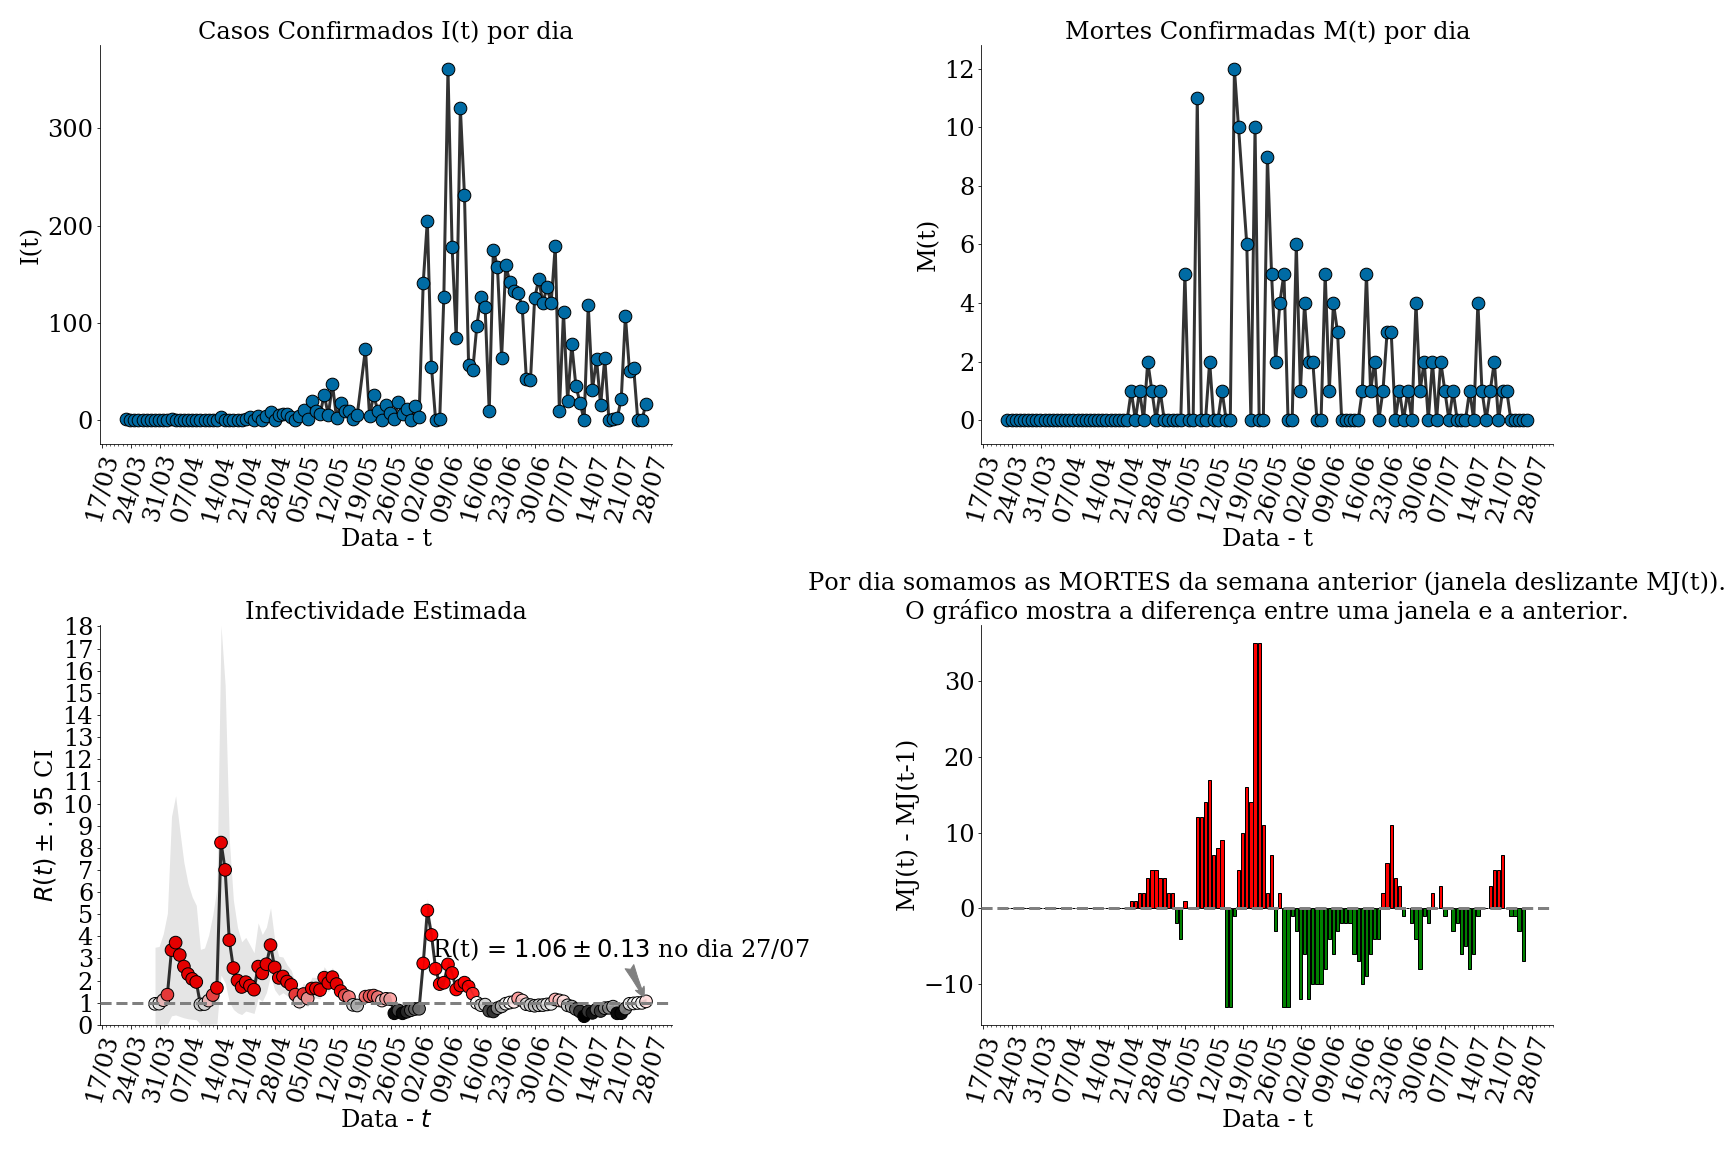 Casos Confirmados I(t) por dia
I(t)
300
200
100
0
17/03 24/03 31/03 07/04 14/04 21/04 28/04 05/05 12/05 19/05 26/05 02/06 09/06 16/06 23/06 30/06 07/07 14/07 21/07 28/07
Data - t
Mortes Confirmadas M(t) por dia
M(t)
12
10
8
6
4
2
0
17/03 24/03 31/03 07/04 14/04 21/04 28/04 05/05 12/05 19/05 26/05 02/06 09/06 16/06 23/06 30/06 07/07 14/07 21/07 28/07
Data - t
Infectividade Estimada
R(t) ± .95 CI
18
17
16
15
14
13
12
11
10
9
8
7
6
5
4
3
2
1
0
R(t) = 1.06 ± 0.13 no dia 27/07
17/03 24/03 31/03 07/04 14/04 21/04 28/04 05/05 12/05 19/05 26/05 02/06 09/06 16/06 23/06 30/06 07/07 14/07 21/07 28/07
Data - t
Por dia somamos as MORTES da semana anterior (janela deslizante MJ(t)).
O gráfico mostra a diferença entre uma janela e a anterior.
MJ(t) - MJ(t-1)
30
20
10
0
−10
17/03 24/03 31/03 07/04 14/04 21/04 28/04 05/05 12/05 19/05 26/05 02/06 09/06 16/06 23/06 30/06 07/07 14/07 21/07 28/07
Data - t